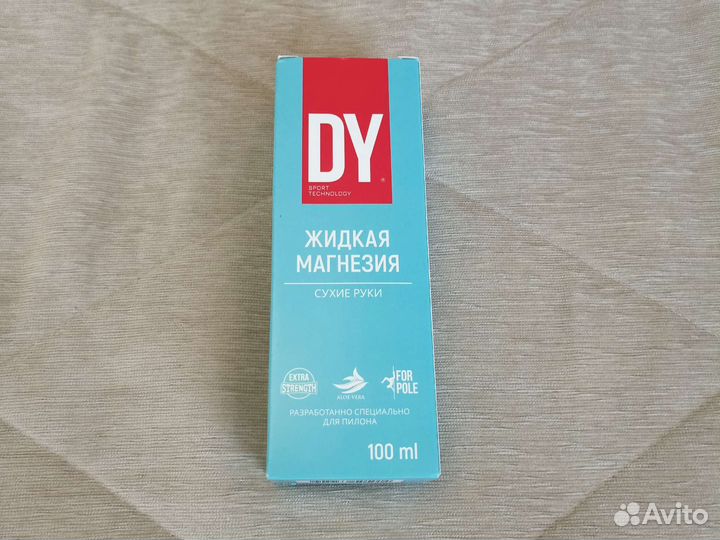 DY®
SPORT
TECHNOLOGY
ЖИДКАЯ
МАГНЕЗИЯ
СУХИЕ РУКИ
EXTRA
STRENGTH
ALOE VERA
FOR
POLE
РАЗРАБОТАННО СПЕЦИАЛЬНО
ДЛЯ ПИЛОНА
100 ml
Avito